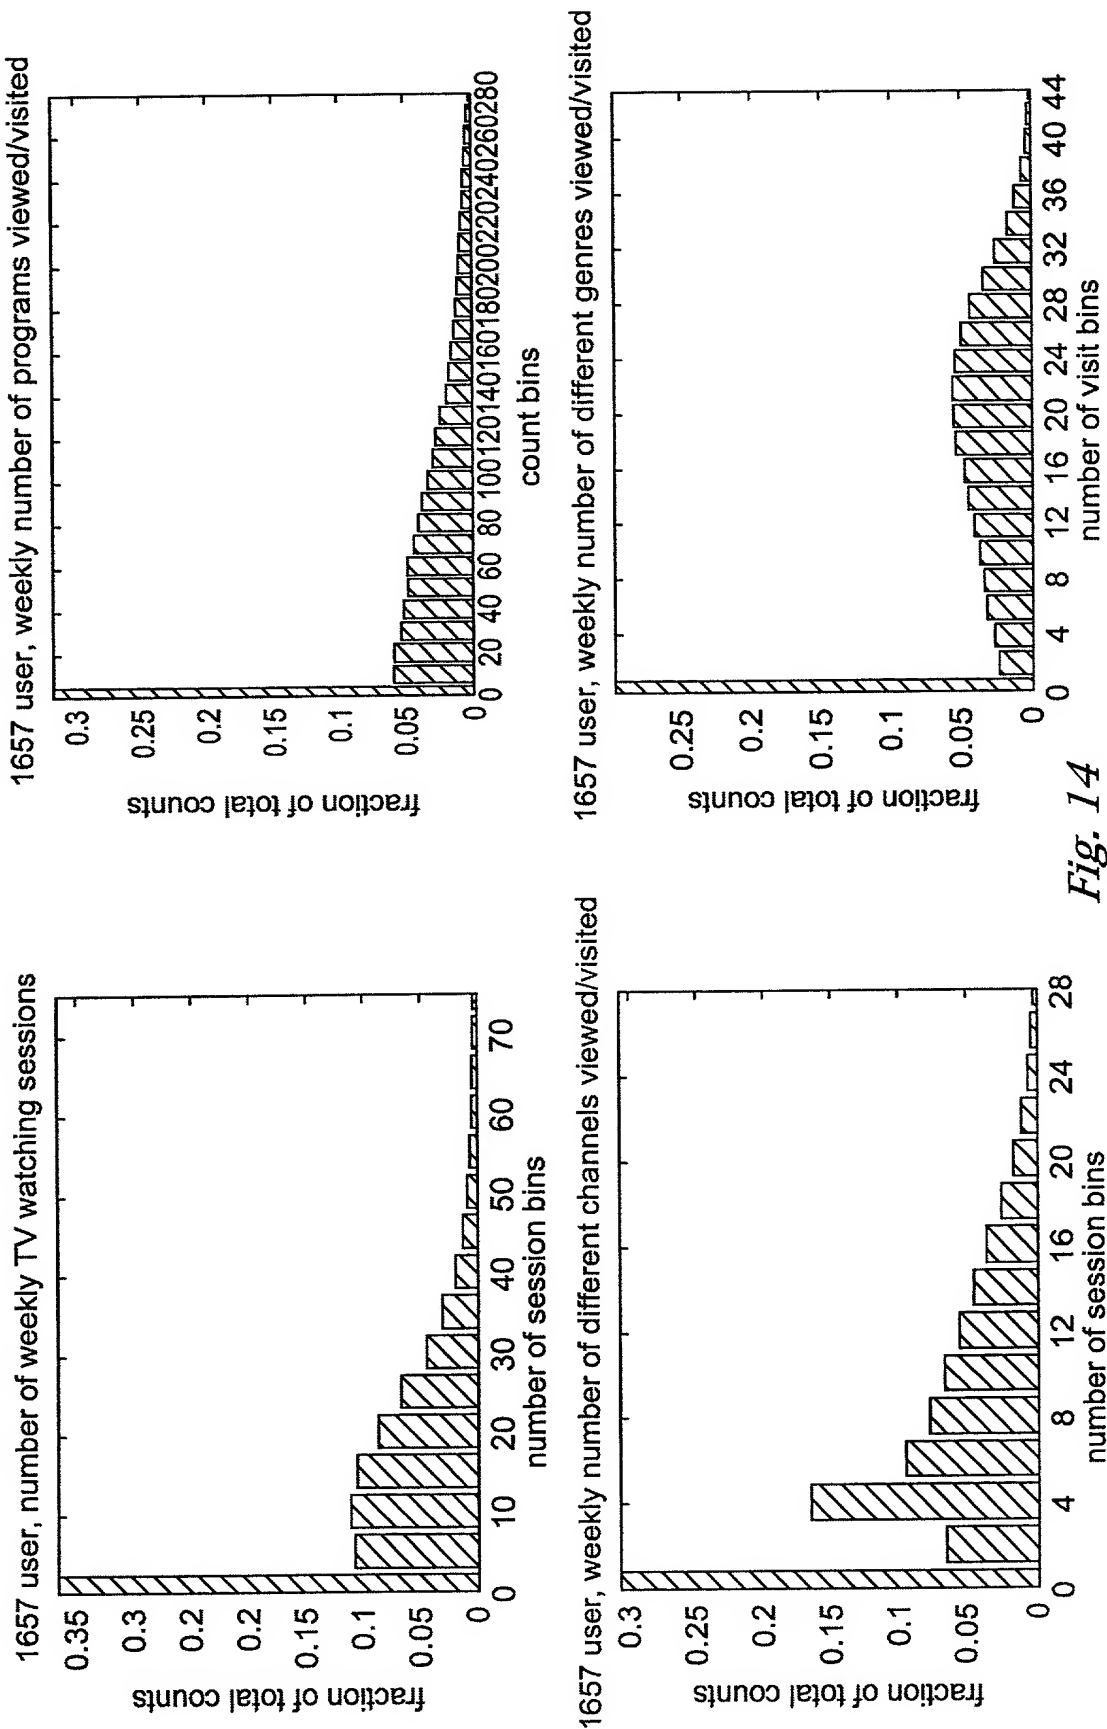 1657 user, number of weekly TV watching sessions
0.35
0.3
0.2
0.2
0.15
0.1
0.05
0
fraction of total counts
0 10 20 30 40 50 60 70
number of session bins
1657 user, weekly number of programs viewed/visited
0.3
0.25
0.2
0.15
0.1
0.05
0
fraction of total counts
0 20 40 60 80 100120140160180200220240260280
count bins
1657 user, weekly number of different channels viewed/visited
0.3
0.2
0.2
0.15
0.1
0.05
0
fraction of total counts
0 4 8 12 16 20 24 28
number of session bins
1657 user, weekly number of different genres viewed/visited
0.25
0.2
0.15
0.1
0.05
0
fraction of total counts
0 4 8 12 16 20 24 28 32 36 40 44
number of visit bins
Fig. 14